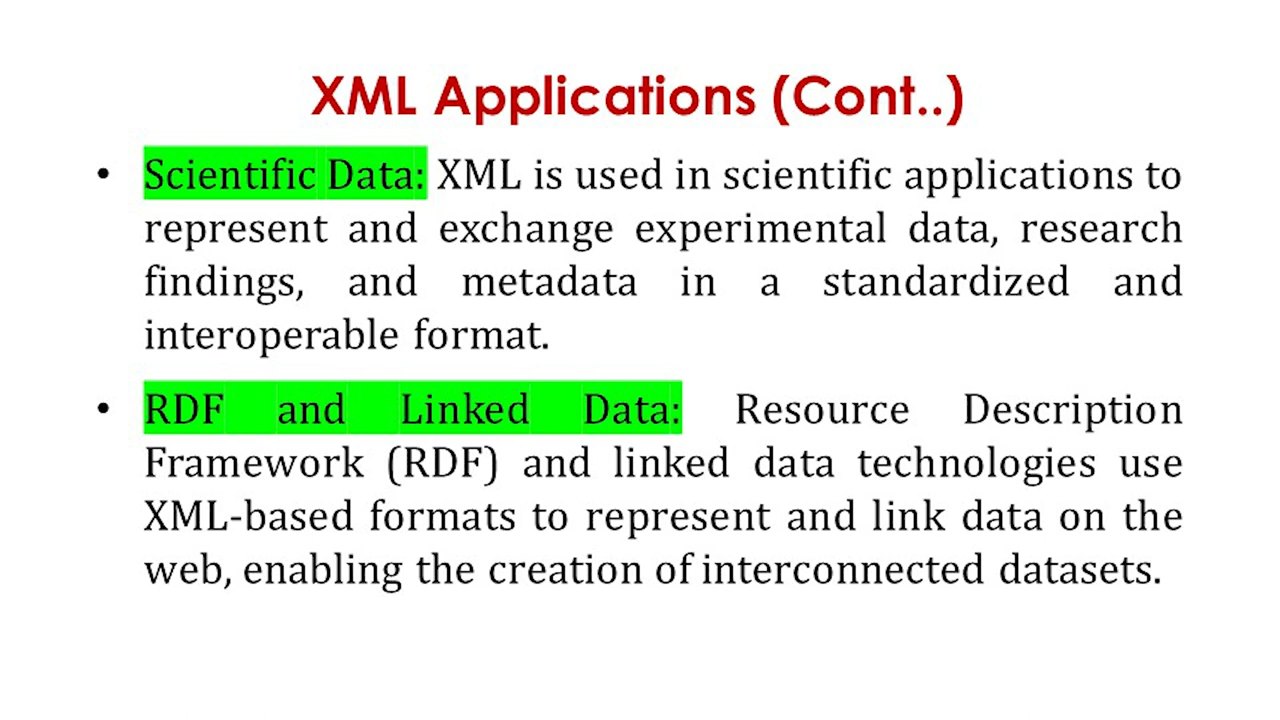 XML Applications (Cont..)
• Scientific Data: XML is used in scientific applications to
represent and exchange experimental data, research
findings, and metadata in a standardized and
interoperable format.
• RDF and Linked Data: Resource Description
Framework (RDF) and linked data technologies use
XML-based formats to represent and link data on the
web, enabling the creation of interconnected datasets.